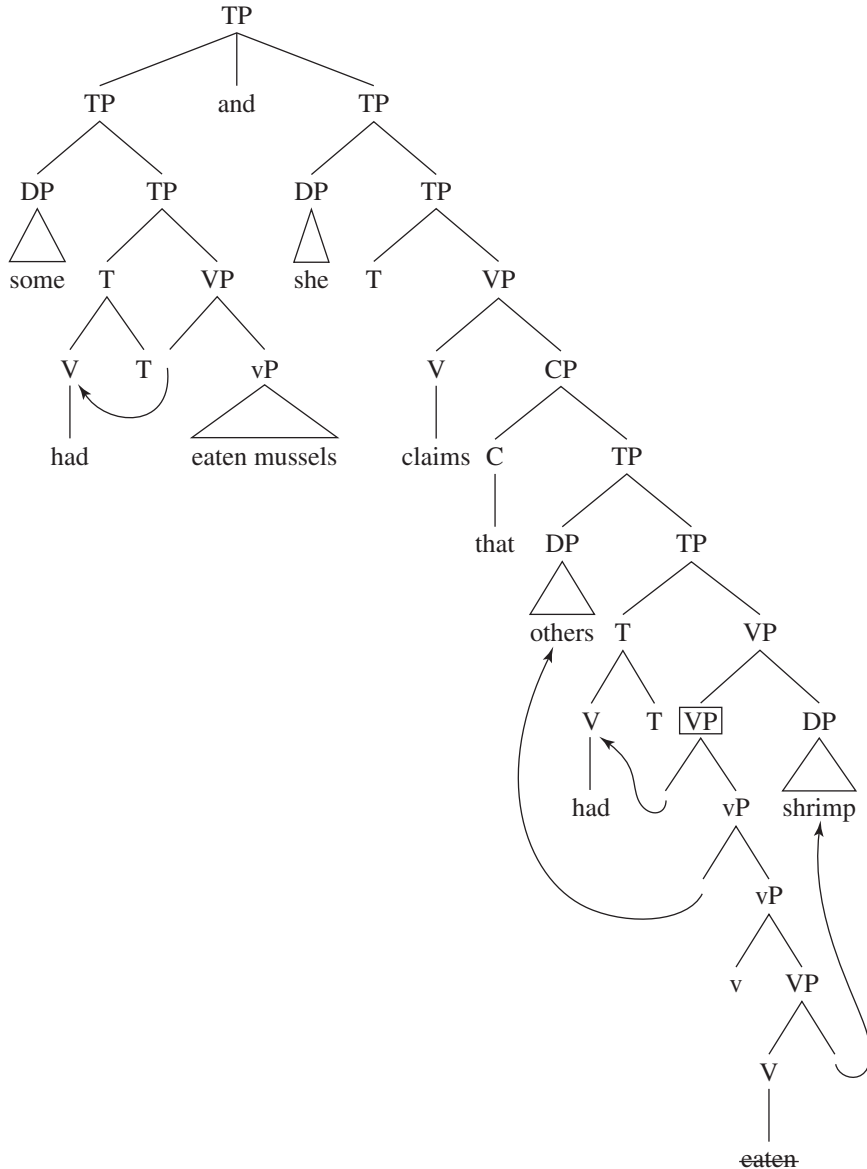 TP
TP and TP
DP TP DP TP
some T VP she T VP
V T vP V CP
had eaten mussels claims C TP
that DP TP
others T VP
V T VP DP
had vP shrimp
vP
v VP
V
eaten